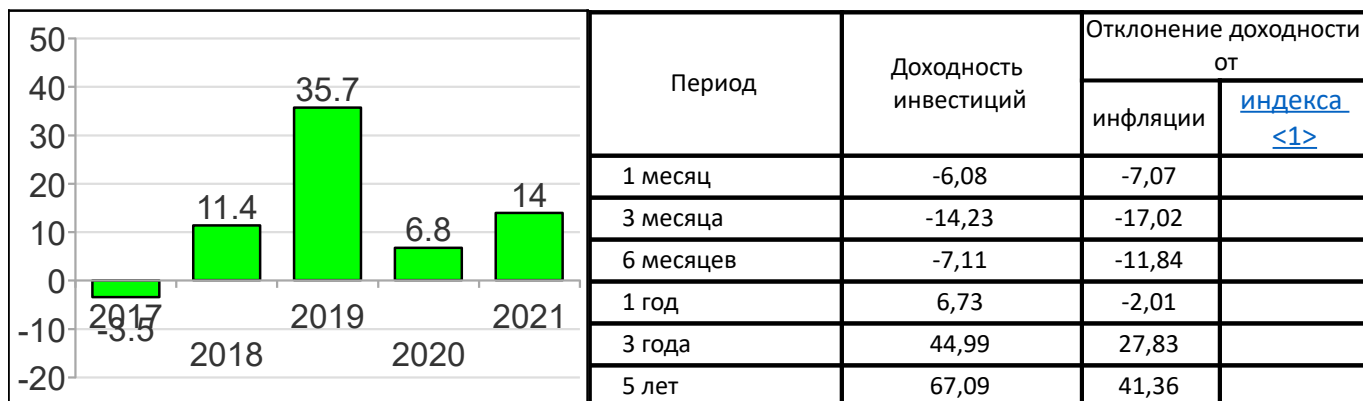 50
40
30
20
10
0
-10
-20
-3.5
11.4
35.7
6.8
14
2017
2018
2019
2020
2021
Период
Доходность
инвестиций
Отклонение доходности
от
инфляции
индекса
<1>
1 месяц -6,08 -7,07
3 месяца -14,23 -17,02
6 месяцев -7,11 -11,84
1 год 6,73 -2,01
3 года 44,99 27,83
5 лет 67,09 41,36